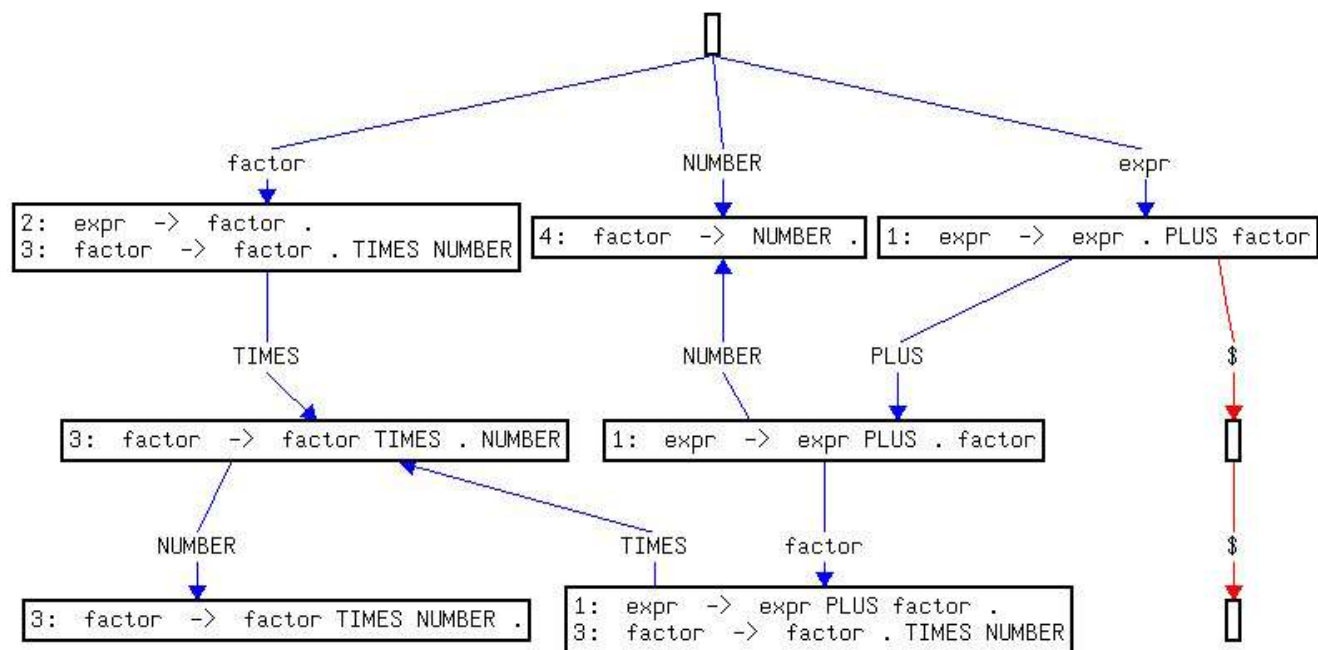 factor
NUMBER
expr
2: expr -> factor .
3: factor -> factor . TIMES NUMBER
4: factor -> NUMBER .
1: expr -> expr . PLUS factor
TIMES
NUMBER
PLUS
$
3: factor -> factor TIMES . NUMBER
1: expr -> expr PLUS . factor
NUMBER
TIMES
factor
$
3: factor -> factor TIMES NUMBER .
1: expr -> expr PLUS factor .
3: factor -> factor . TIMES NUMBER